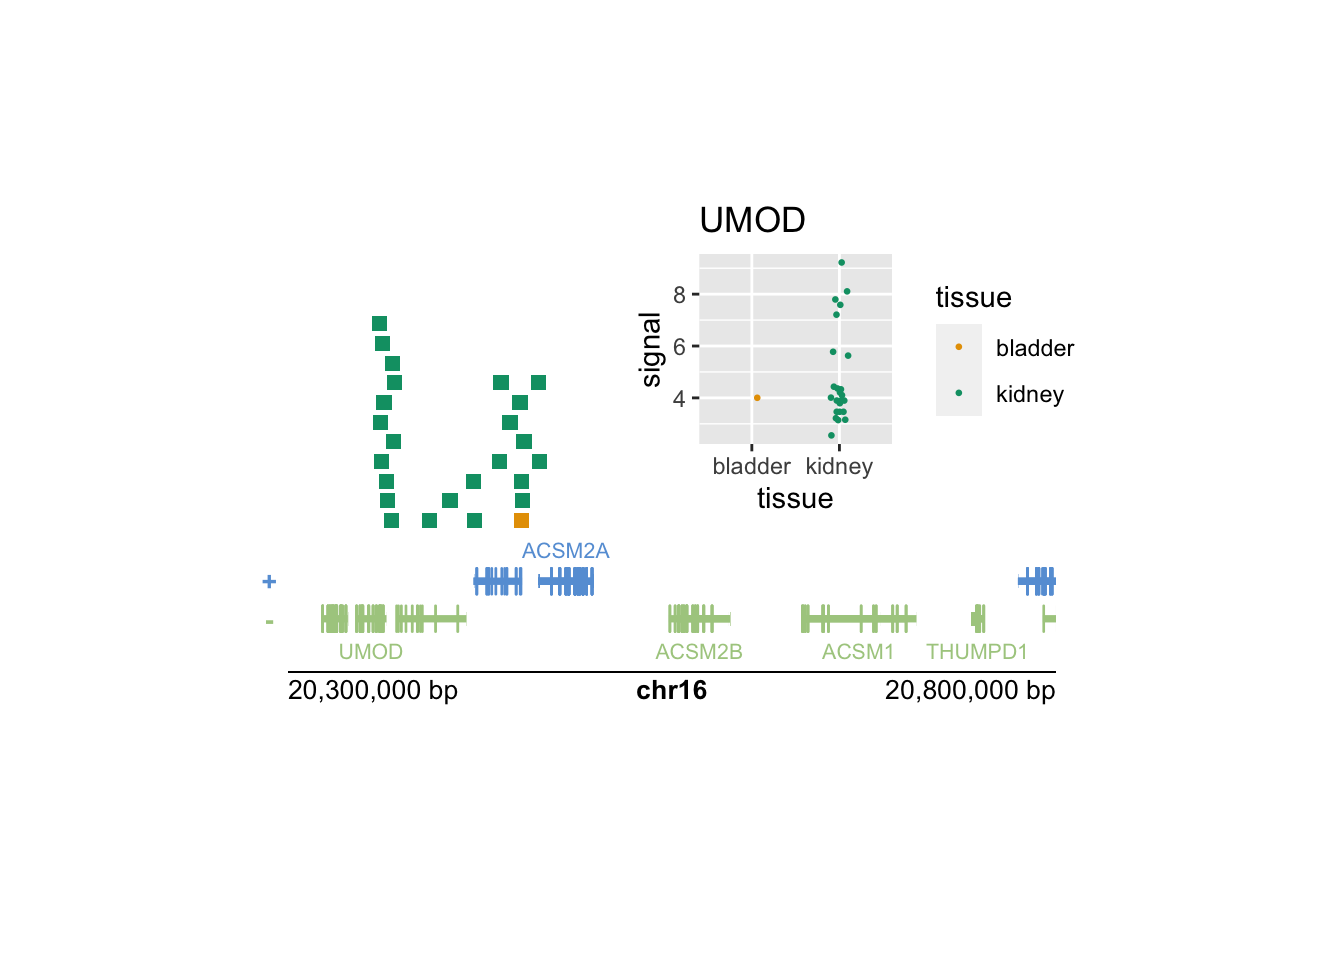 UMOD
8
6
4
signal
bladder kidney
tissue
tissue
bladder
kidney
ACSM2A
+
-
UMOD ACSM2B ACSM1 THUMPD1
20,300,000 bp chr16 20,800,000 bp